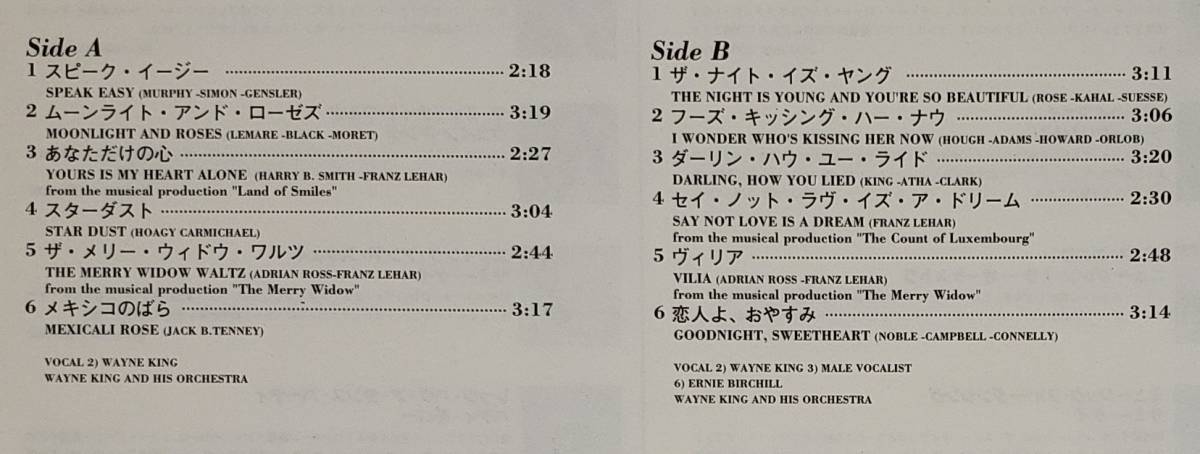 Side A
1 スピーク・イージー 2:18
SPEAK EASY (MURPHY -SIMON -GENSLER)
2 ムーンライト・アンド・ローゼズ 3:19
MOONLIGHT AND ROSES (LEMARE -BLACK -MORET)
3 あなただけの心 2:27
YOURS IS MY HEART ALONE (HARRY B. SMITH -FRANZ LEHAR)
from the musical production "Land of Smiles"
4 スターダスト 3:04
STAR DUST (HOAGY CARMICHAEL)
5 ザ・メリー・ウィドウ・ワルツ 2:44
THE MERRY WIDOW WALTZ (ADRIAN ROSS-FRANZ LEHAR)
from the musical production "The Merry Widow"
6 メキシコのばら 3:17
MEXICALI ROSE (JACK B.TENNEY)
VOCAL 2) WAYNE KING
WAYNE KING AND HIS ORCHESTRA
Side B
1 ザ・ナイト・イズ・ヤング 3:11
THE NIGHT IS YOUNG AND YOU'RE SO BEAUTIFUL (ROSE -KAHAL -SUESSE)
2 フーズ・キッシング・ハー・ナウ 3:06
I WONDER WHO'S KISSING HER NOW (HOUGH -ADAMS -HOWARD -ORLOB)
3 ダーリン・ハウ・ユー・ライド 3:20
DARLING, HOW YOU LIED (KING -ATHA -CLARK)
4 セイ・ノット・ラヴ・イズ・ア・ドリーム 2:30
SAY NOT LOVE IS A DREAM (FRANZ LEHAR)
from the musical production "The Count of Luxembourg"
5 ヴィリア 2:48
VILIA (ADRIAN ROSS -FRANZ LEHAR)
from the musical production "The Merry Widow"
6 恋人よ、おやすみ 3:14
GOODNIGHT, SWEETHEART (NOBLE -CAMPBELL -CONNELLY)
VOCAL 2) WAYNE KING 3) MALE VOCALIST
6) ERNIE BIRCHILL
WAYNE KING AND HIS ORCHESTRA